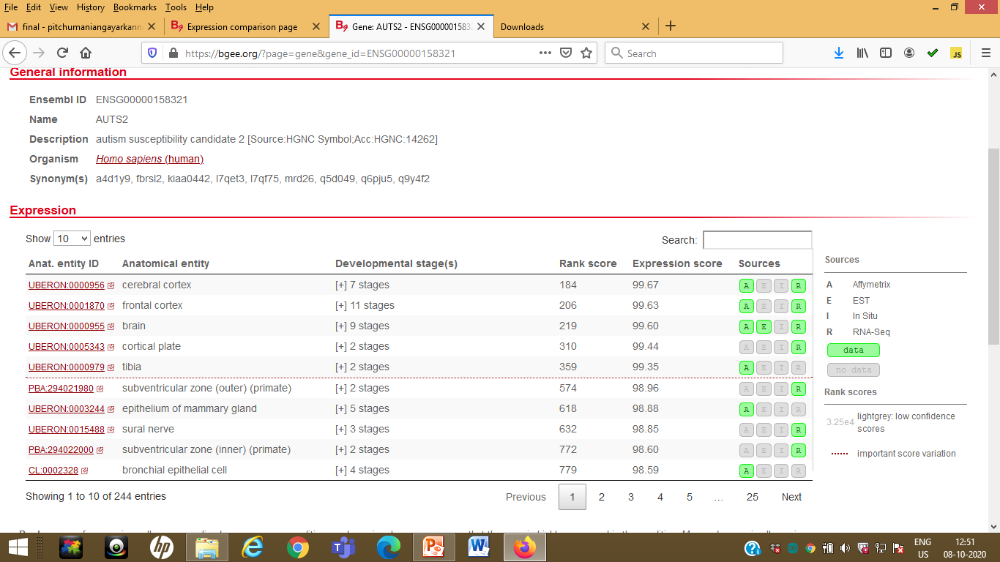 File Edit View History Bookmarks Tools Help
final - pitchumaniangayarkann
Expression comparison page
Gene: AUTS2 - ENSG00000158321
Downloads
https://bgee.org/?page=gene&gene_id=ENSG00000158321
Search
General information
Ensembl ID ENSG00000158321
Name AUTS2
Description autism susceptibility candidate 2 [Source:HGNC Symbol;Acc:HGNC:14262]
Organism Homo sapiens (human)
Synonym(s) a4d1y9, fbrsl2, kiaa0442, l7qet3, l7qf75, mrd26, q5d049, q6pju5, q9y4f2
Expression
Show 10 entries
Search:
Anat. entity ID Anatomical entity Developmental stage(s) Rank score Expression score Sources
UBERON:0000956 cerebral cortex [+] 7 stages 184 99.67 A E I R
UBERON:0001870 frontal cortex [+] 11 stages 206 99.63 A E I R
UBERON:0000955 brain [+] 9 stages 219 99.60 A E I R
UBERON:0005343 cortical plate [+] 2 stages 310 99.44 A E I R
UBERON:0000979 tibia [+] 2 stages 359 99.35 A E I R
PBA:294021980 subventricular zone (outer) (primate) [+] 2 stages 574 98.96 A E I R
UBERON:0003244 epithelium of mammary gland [+] 5 stages 618 98.88 A E I R
UBERON:0015488 sural nerve [+] 3 stages 632 98.85 A E I R
PBA:294022000 subventricular zone (inner) (primate) [+] 2 stages 772 98.60 A E I R
CL:0002328 bronchial epithelial cell [+] 4 stages 779 98.59 A E I R
Showing 1 to 10 of 244 entries
Previous 1 2 3 4 5 … 25 Next
Sources
A Affymetrix
E EST
I In Situ
R RNA-Seq
data
no data
Rank scores
3.25e4 lightgrey: low confidence
scores
important score variation
ENG
US
12:51
08-10-2020